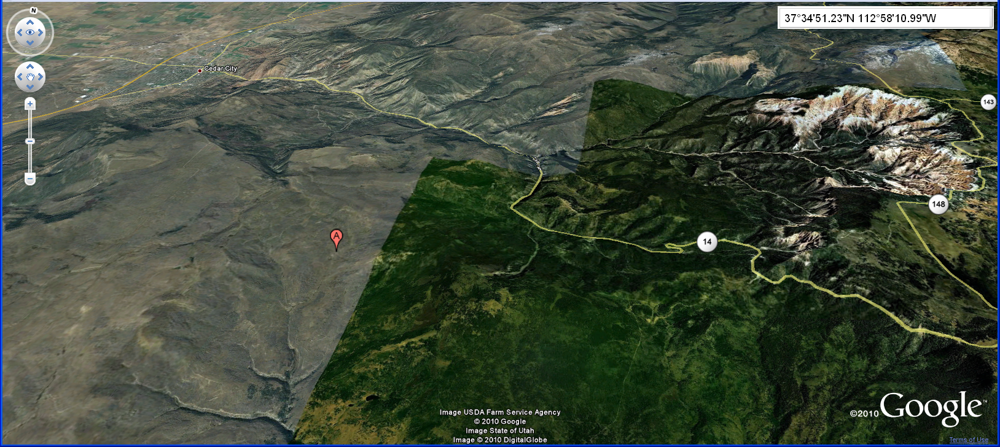 N
37°34'51.23"N 112°58'10.99"W
Cedar City
143
148
A
14
Image USDA Farm Service Agency
© 2010 Google
Image State of Utah
Image © 2010 DigitalGlobe
©2010 Google™
Terms of Use